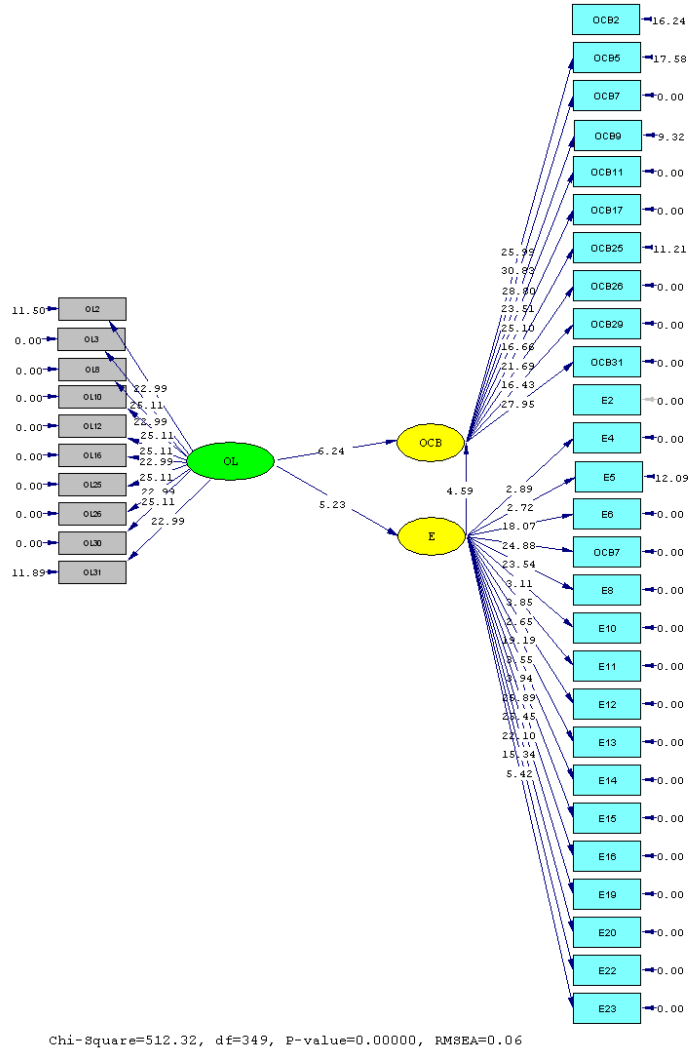 OCB2 16.24
OCB5 17.58
OCB7 0.00
OCB9 9.32
OCB11 0.00
OCB17 0.00
OCB25 11.21
OCB26 0.00
OCB29 0.00
OCB31 0.00
E2 0.00
E4 0.00
E5 12.09
E6 0.00
OCB7 0.00
E8 0.00
E10 0.00
E11 0.00
E12 0.00
E13 0.00
E14 0.00
E15 0.00
E16 0.00
E19 0.00
E20 0.00
E22 0.00
E23 0.00
25.99
30.83
28.80
23.51
25.10
16.66
21.69
16.43
27.95
11.50 OL2
0.00 OL3
0.00 OL8
0.00 OL10
0.00 OL12
0.00 OL16
0.00 OL25
0.00 OL26
0.00 OL30
11.89 OL31
22.99
25.11
22.99
25.11
25.11
22.99
25.11
22.99
25.11
22.99
OL
6.24
5.23
OCB
4.59
E
2.89
2.72
18.07
24.88
23.54
3.11
3.85
2.65
19.19
3.55
3.94
22.10
15.34
5.42
Chi-Square=512.32, df=349, P-value=0.00000, RMSEA=0.06